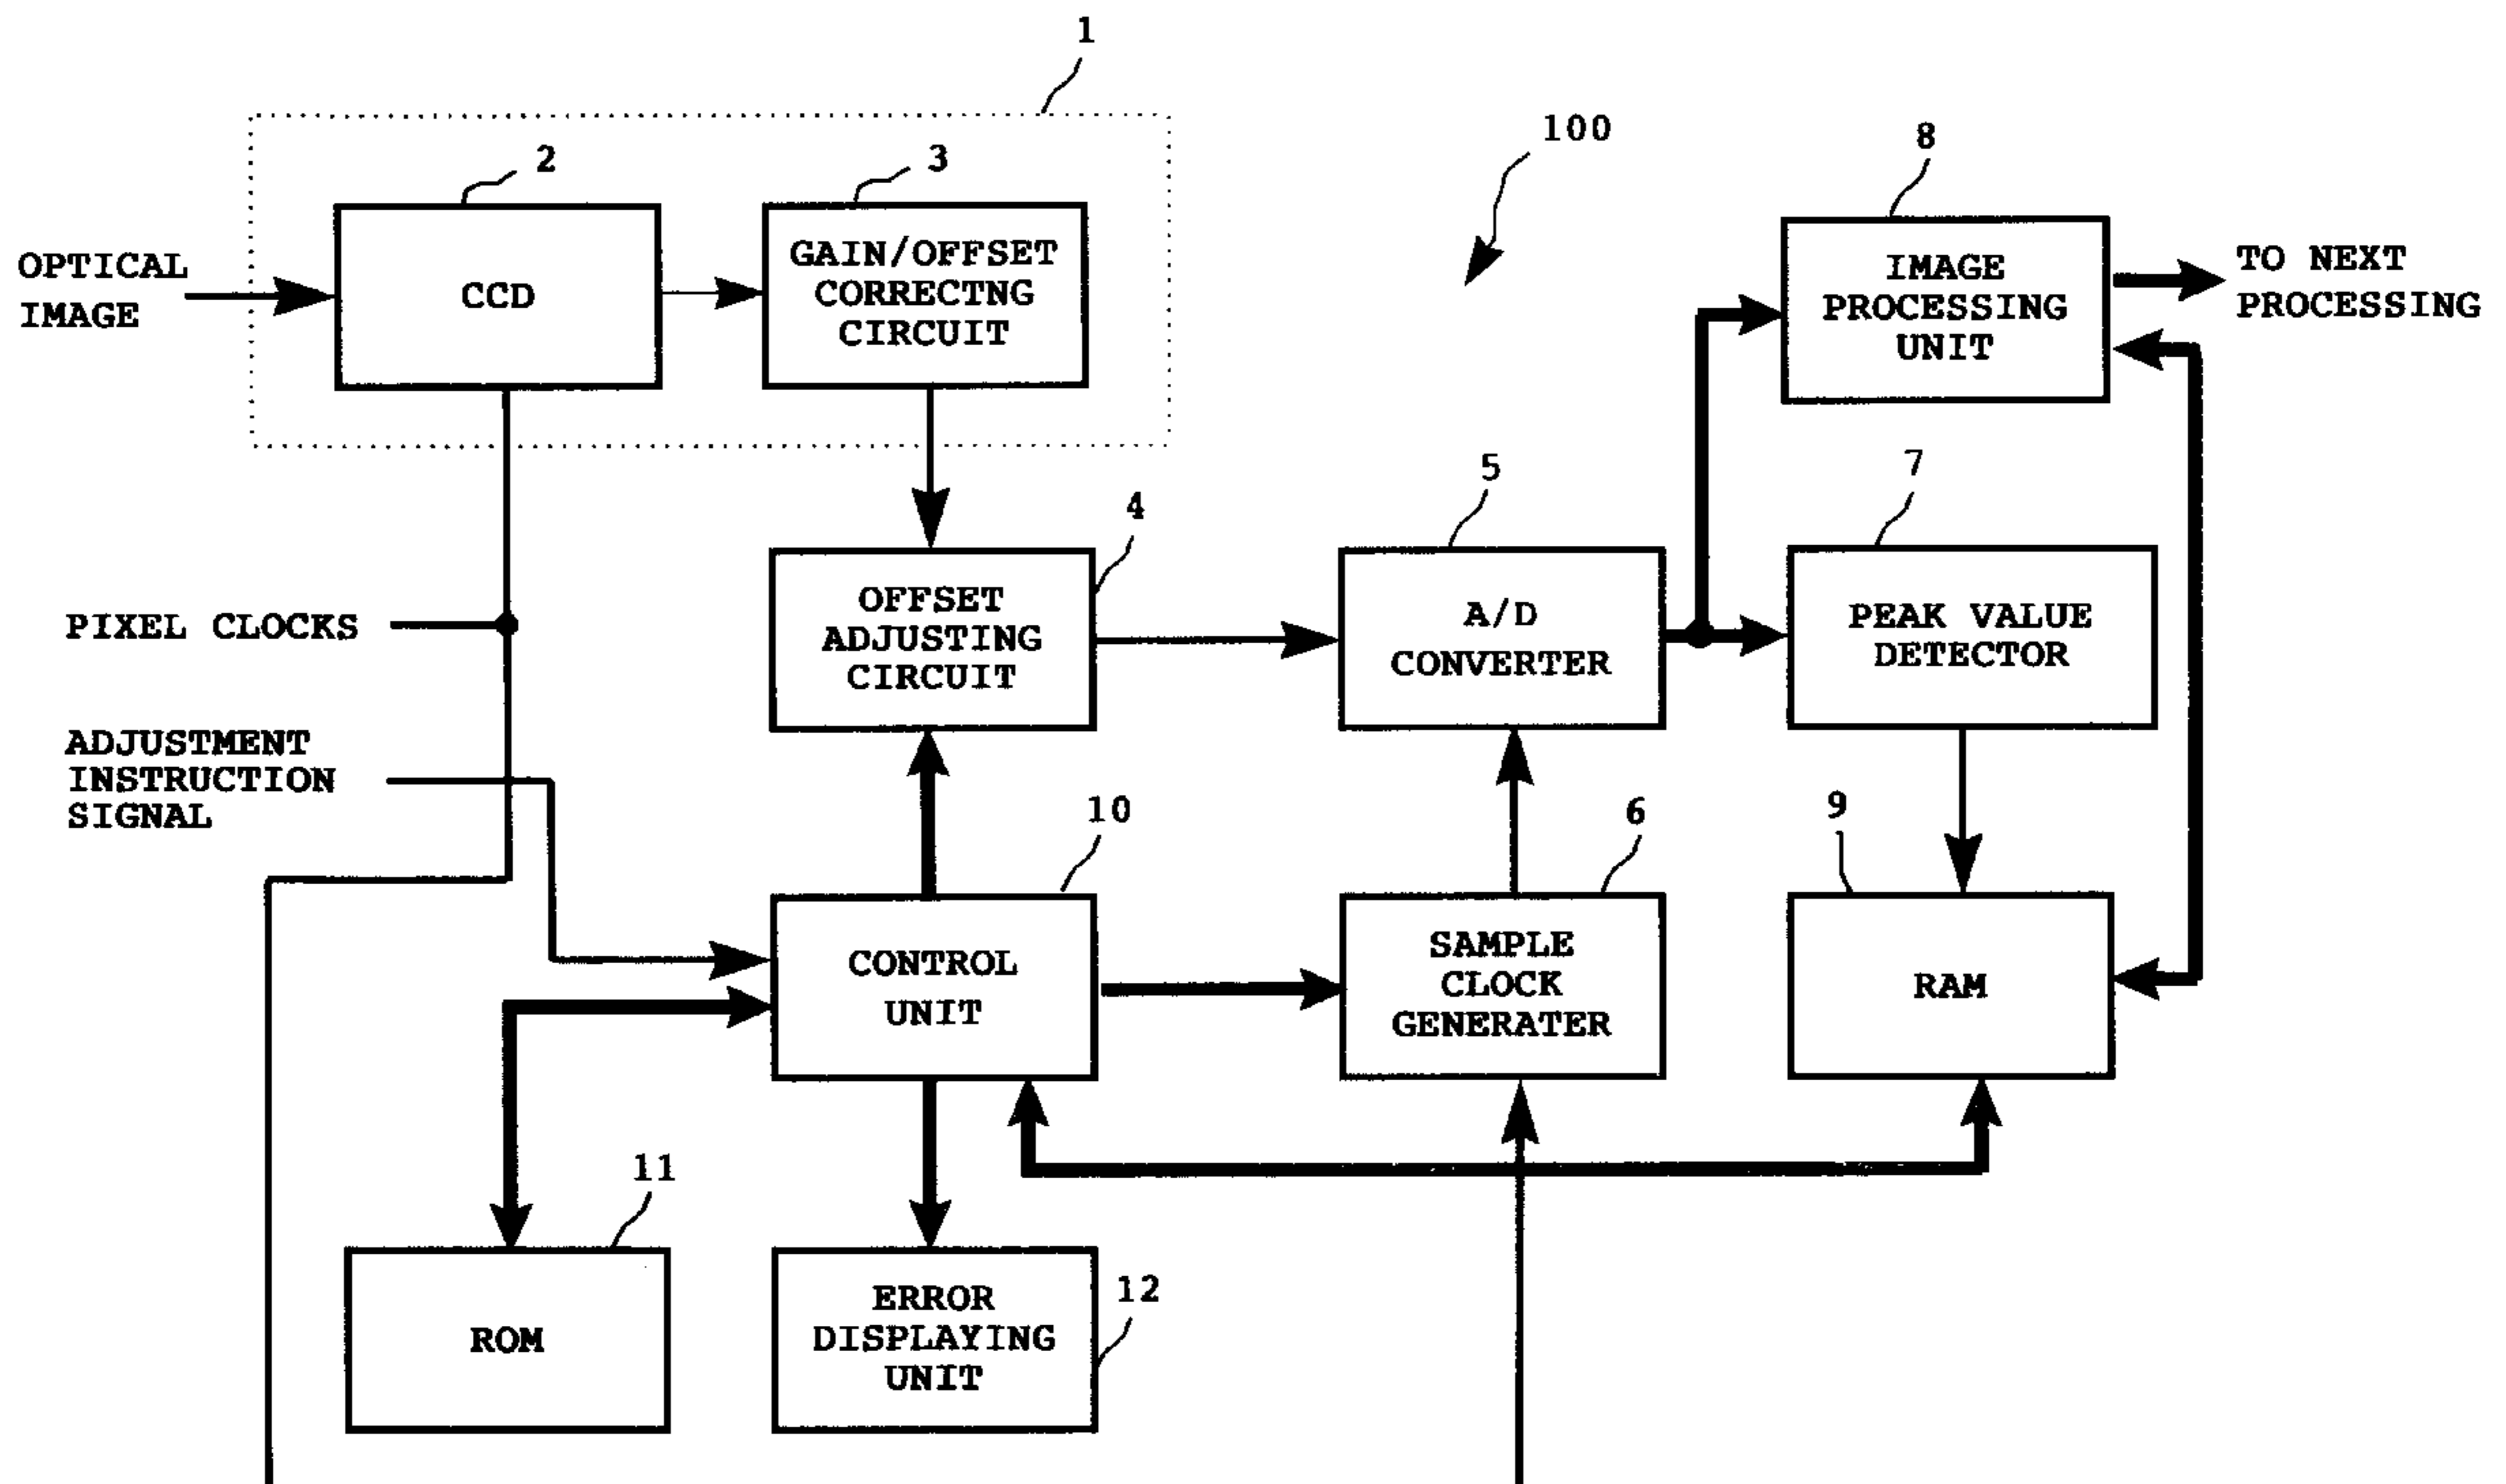 1
100
2
3
8
OPTICAL
IMAGE
CCD
GAIN/OFFSET
CORRECTNG
CIRCUIT
IMAGE
PROCESSING
UNIT
TO NEXT
PROCESSING
4
5
7
PIXEL CLOCKS
OFFSET
ADJUSTING
CIRCUIT
A/D
CONVERTER
PEAK VALUE
DETECTOR
ADJUSTMENT
INSTRUCTION
SIGNAL
10
6
9
CONTROL
UNIT
SAMPLE
CLOCK
GENERATER
RAM
11
12
ROM
ERROR
DISPLAYING
UNIT